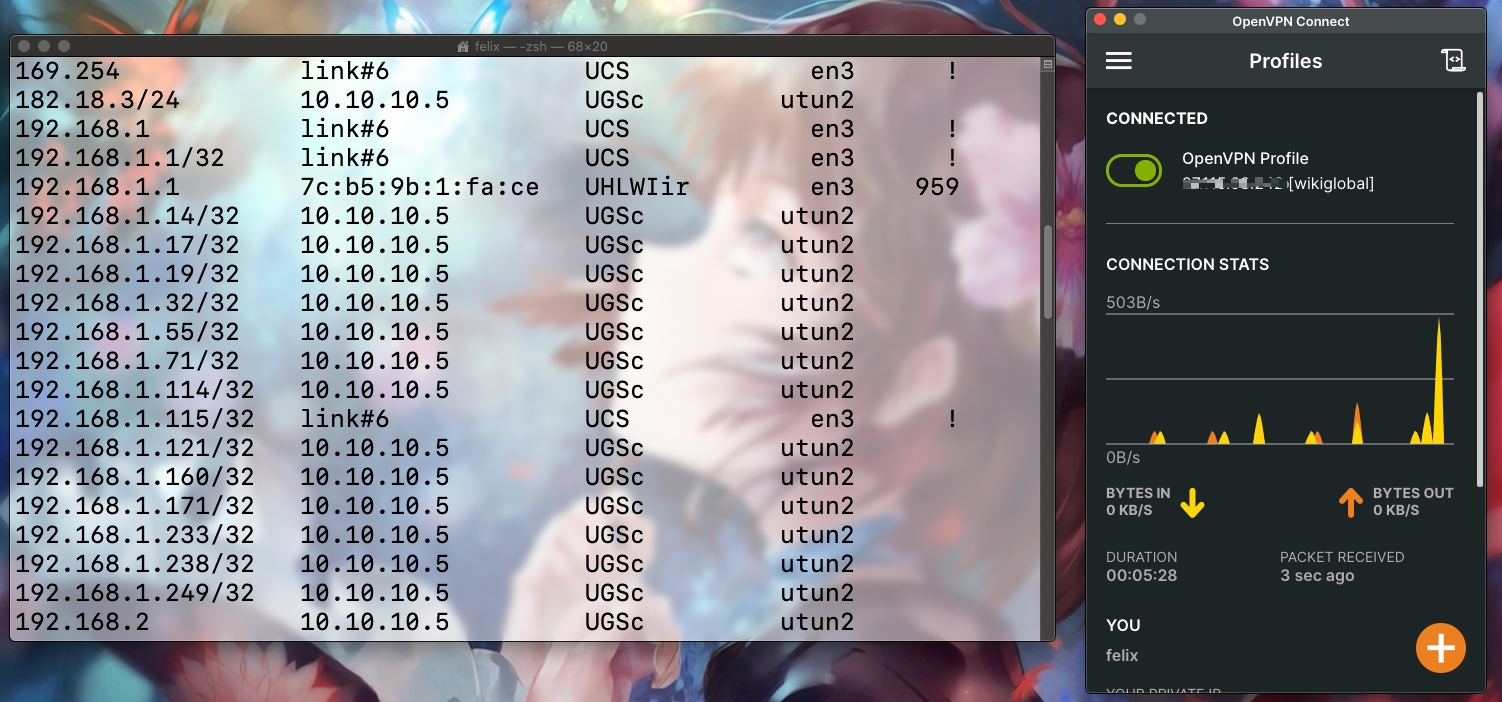 felix — -zsh — 68×20
169.254 link#6 UCS en3 !
182.18.3/24 10.10.10.5 UGSc utun2
192.168.1 link#6 UCS en3 !
192.168.1.1/32 link#6 UCS en3 !
192.168.1.1 7c:b5:9b:1:fa:ce UHLWIir en3 959
192.168.1.14/32 10.10.10.5 UGSc utun2
192.168.1.17/32 10.10.10.5 UGSc utun2
192.168.1.19/32 10.10.10.5 UGSc utun2
192.168.1.32/32 10.10.10.5 UGSc utun2
192.168.1.55/32 10.10.10.5 UGSc utun2
192.168.1.71/32 10.10.10.5 UGSc utun2
192.168.1.114/32 10.10.10.5 UGSc utun2
192.168.1.115/32 link#6 UCS en3 !
192.168.1.121/32 10.10.10.5 UGSc utun2
192.168.1.160/32 10.10.10.5 UGSc utun2
192.168.1.171/32 10.10.10.5 UGSc utun2
192.168.1.233/32 10.10.10.5 UGSc utun2
192.168.1.238/32 10.10.10.5 UGSc utun2
192.168.1.249/32 10.10.10.5 UGSc utun2
192.168.2 10.10.10.5 UGSc utun2
OpenVPN Connect
Profiles
CONNECTED
OpenVPN Profile
[wikiglobal]
CONNECTION STATS
503B/s
0B/s
BYTES IN
0 KB/S
BYTES OUT
0 KB/S
DURATION
00:05:28
PACKET RECEIVED
3 sec ago
YOU
felix
YOUR PRIVATE IP